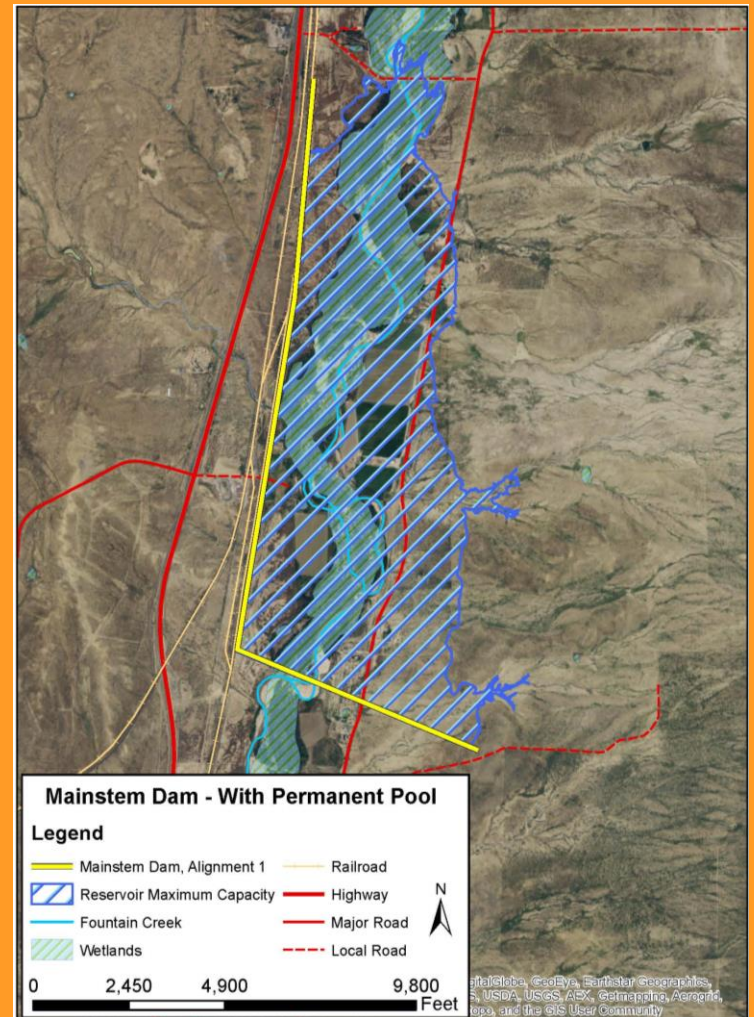 Mainstem Dam - With Permanent Pool
Legend
Mainstem Dam, Alignment 1
Reservoir Maximum Capacity
Fountain Creek
Wetlands
Railroad
Highway
Major Road
Local Road
N
0 2,450 4,900 9,800
Feet
GeoEye, Earthstar Geographics,
USDA, USGS, AEX, Getmapping, Aerogrid,
and the GIS User Community